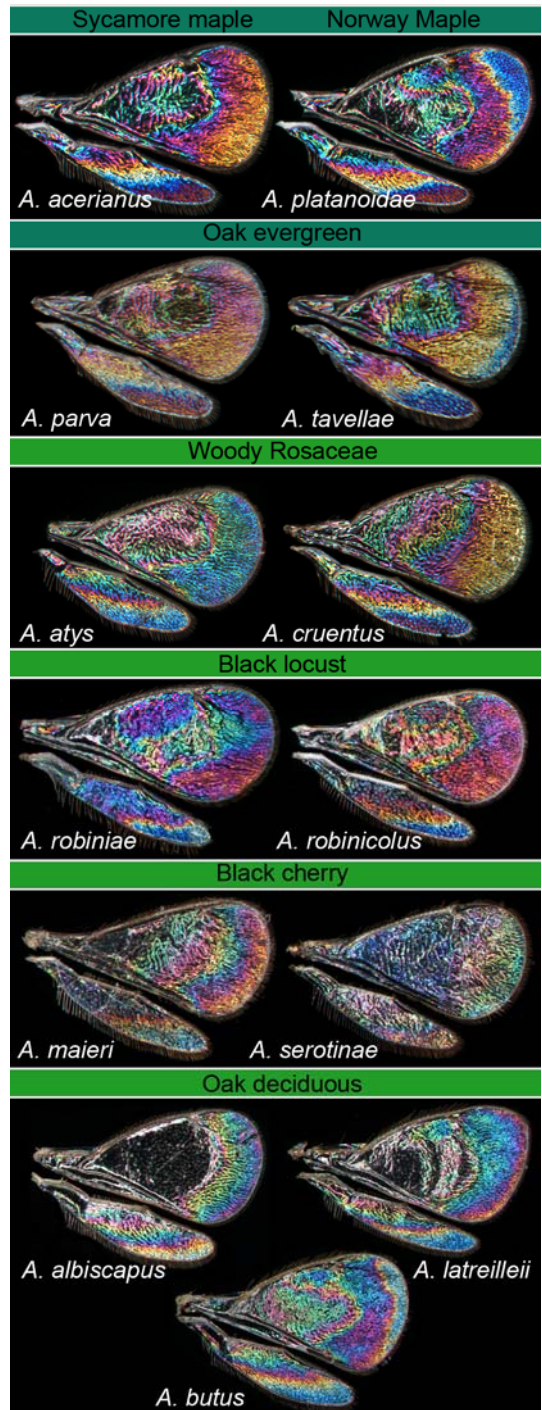 Sycamore maple Norway Maple
A. acerianus A. platanoidae
Oak evergreen
A. parva A. tavellae
Woody Rosaceae
A. atys A. cruentus
Black locust
A. robiniae A. robinicolus
Black cherry
A. maieri A. serotinae
Oak deciduous
A. albiscapus A. latreilleii
A. butus